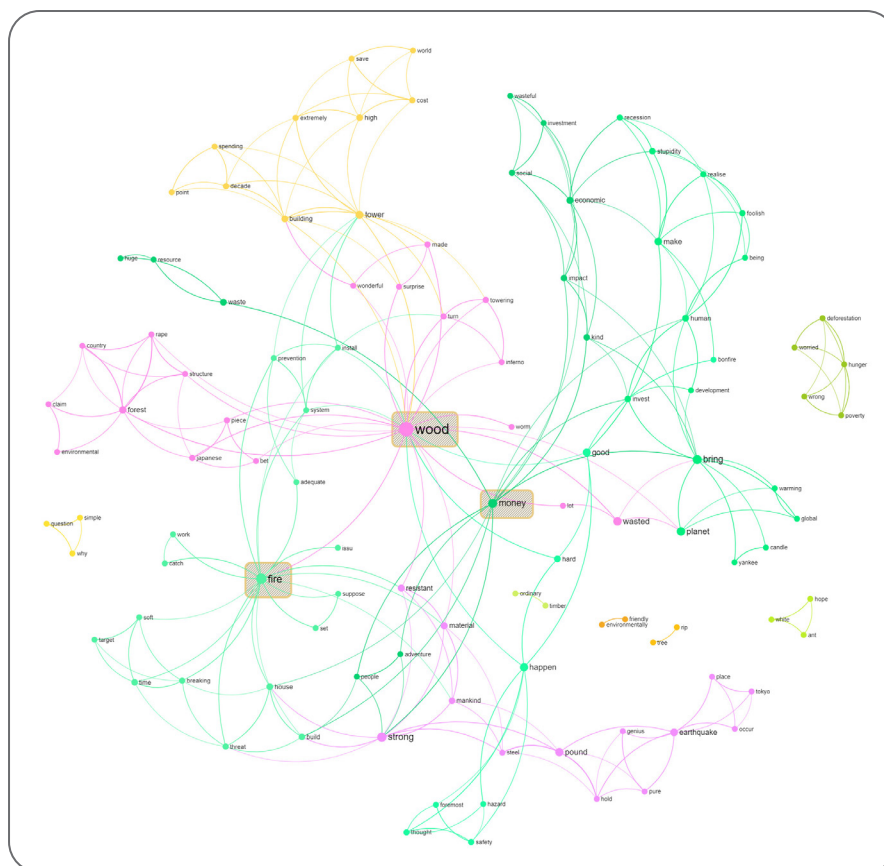 world
save
cost
wasteful
extremely
high
recession
investment
spending
stupidity
social
realise
decade
point
economic
foolish
building
tower
make
made
being
huge
resource
impact
wonderful
surprise
waste
towering
turn
human
deforestation
rape
country
kind
install
worried
prevention
bonfire
inferno
hunger
structure
development
wrong
claim
forest
system
invest
poverty
piece
wood
worm
environmental
japanese
bet
good
bring
adequate
warming
money
lot
simple
question
wasted
planet
global
work
why
candle
catch
hard
yankee
fire
resistant
suppose
ordinary
hope
timber
soft
friendly
white
set
material
environmentally
rip
ant
target
tree
adventure
happen
time
breaking
people
place
house
tokyo
mankind
genius
earthquake
occur
build
strong
threat
steel
pound
pure
hold
foremost
hazard
thought
safety